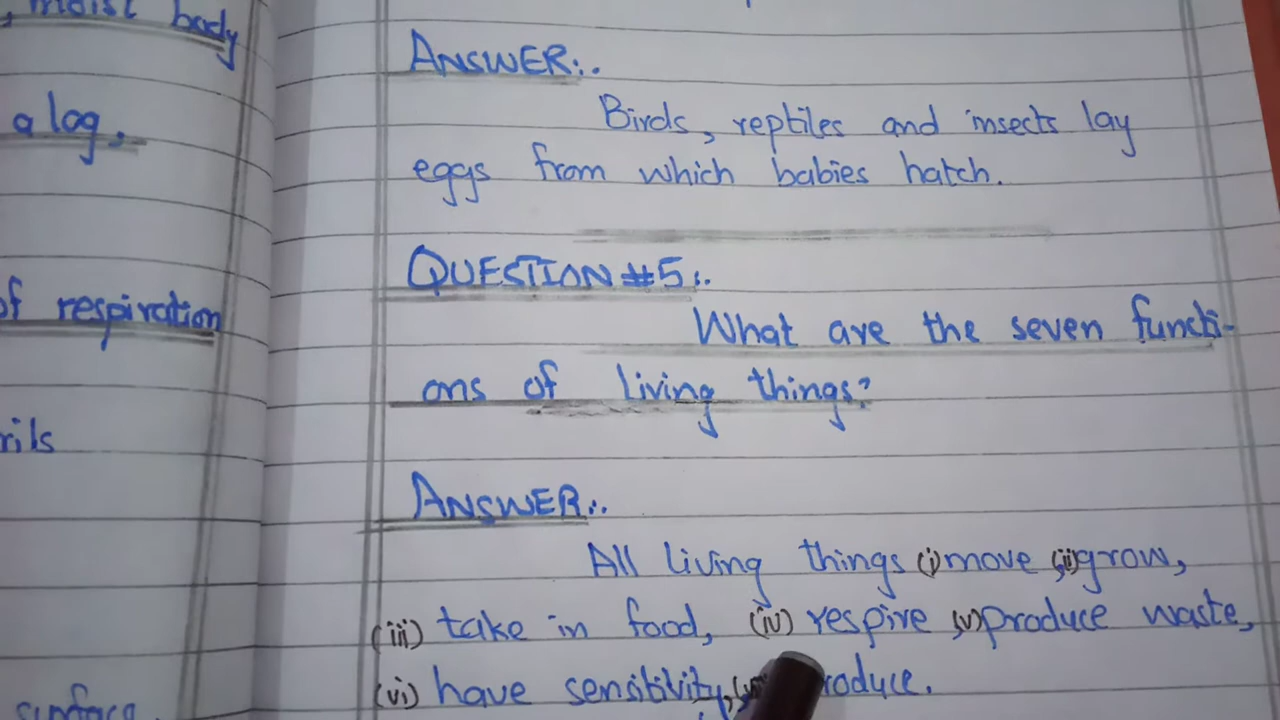 moist body
a log.
of respiration
rils
surface
ANSWER:.
Birds, reptiles and insects lay
eggs from which babies hatch.
QUESTION #5:.
What are the seven functi-
ons of living things?
ANSWER:.
All living things (i) move, (ii) grow,
(iii) take in food, (iv) respire (v) produce waste,
(vi) have sensitivity, roduce.